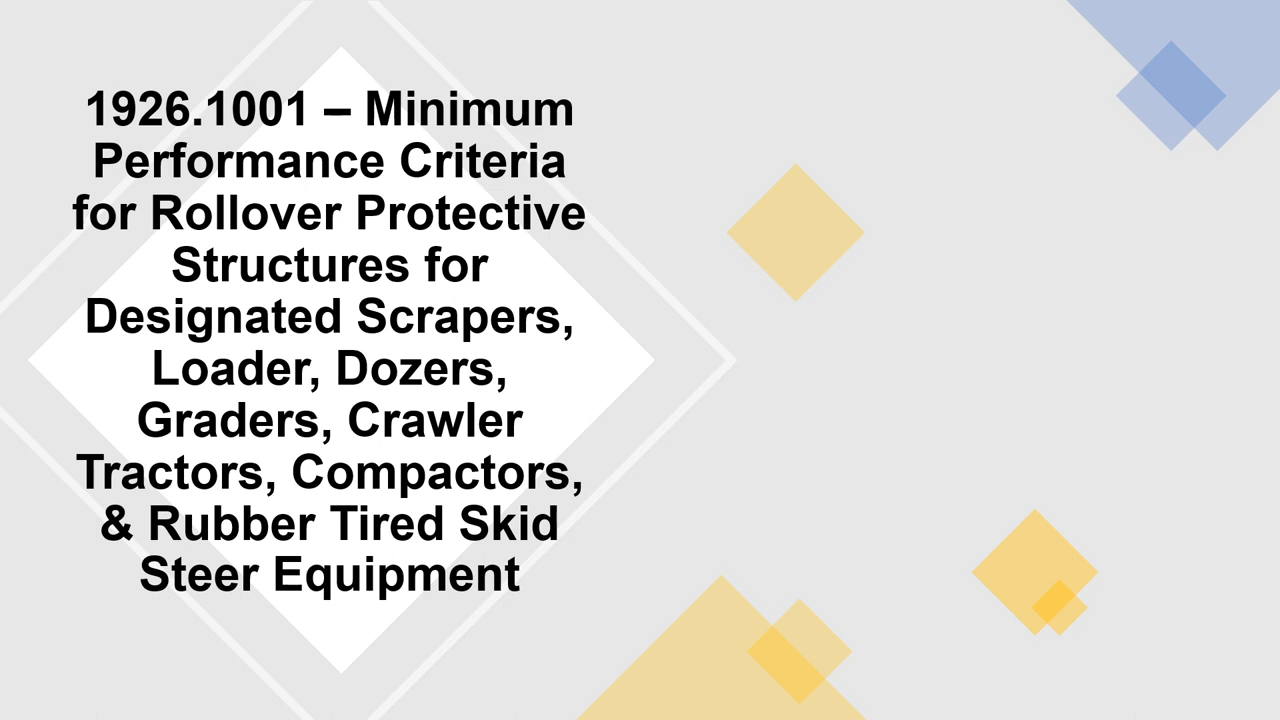 1926.1001 – Minimum
Performance Criteria
for Rollover Protective
Structures for
Designated Scrapers,
Loader, Dozers,
Graders, Crawler
Tractors, Compactors,
& Rubber Tired Skid
Steer Equipment